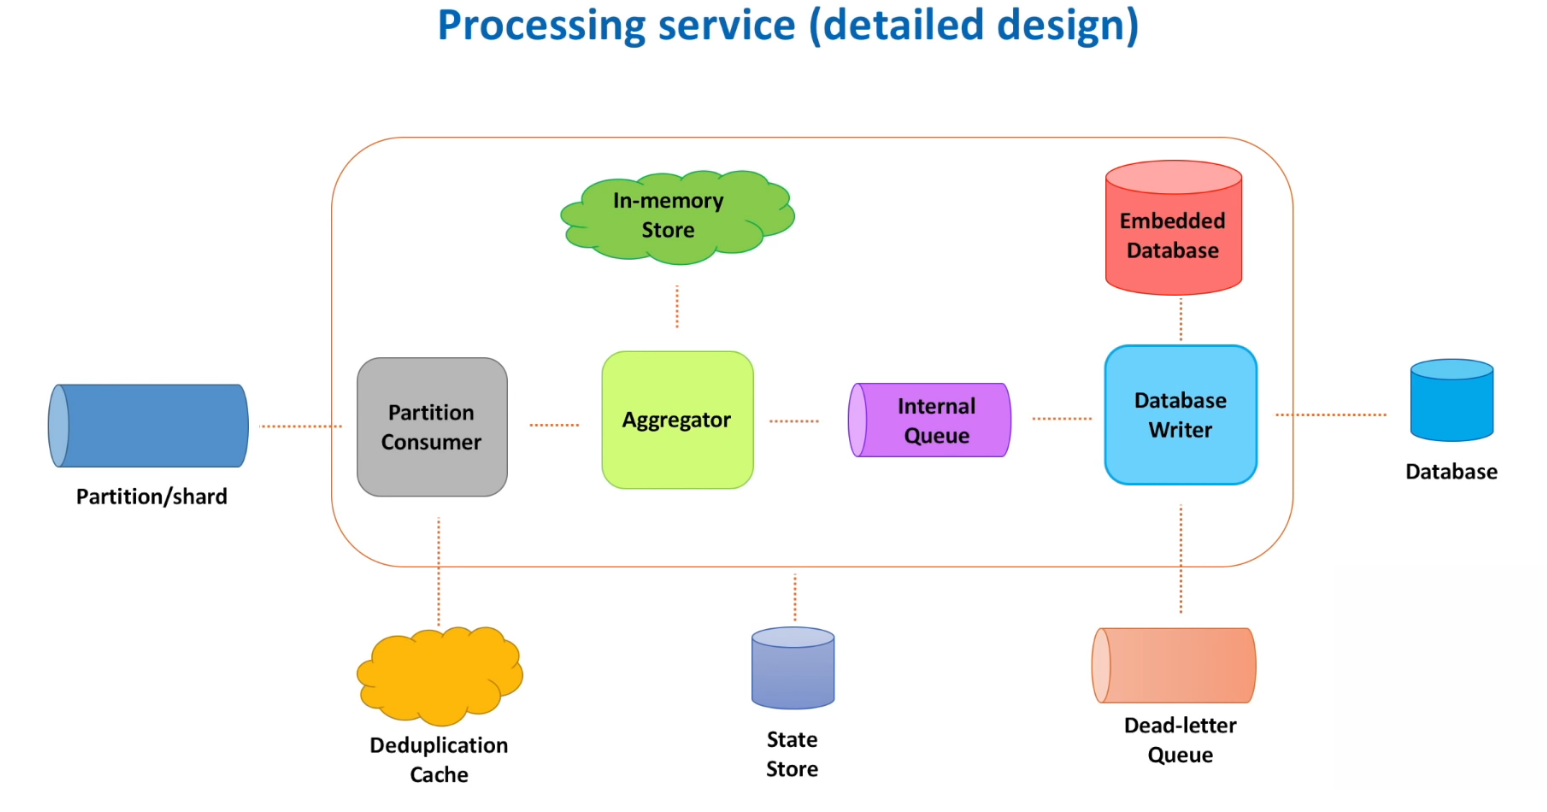 Processing service (detailed design)
In-memory
Store
Embedded
Database
Partition
Consumer
Aggregator
Internal
Queue
Database
Writer
Partition/shard
Database
Deduplication
Cache
State
Store
Dead-letter
Queue